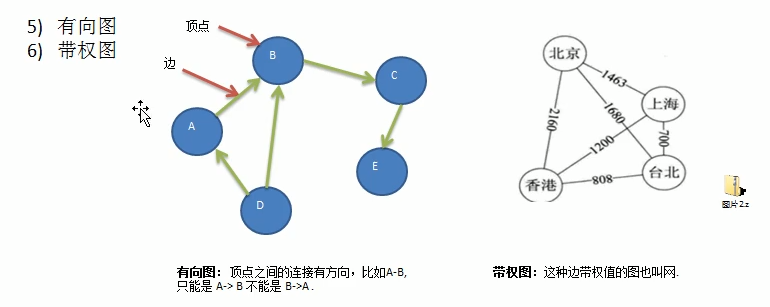 5) 有向图
6) 带权图
顶点
边
B
C
A
E
D
北京
1463
上海
2160
1680
1200
700
香港
808
台北
图片2.z
有向图：顶点之间的连接有方向，比如A-B,
只能是 A-> B 不能是 B->A .
带权图：这种边带权值的图也叫网.